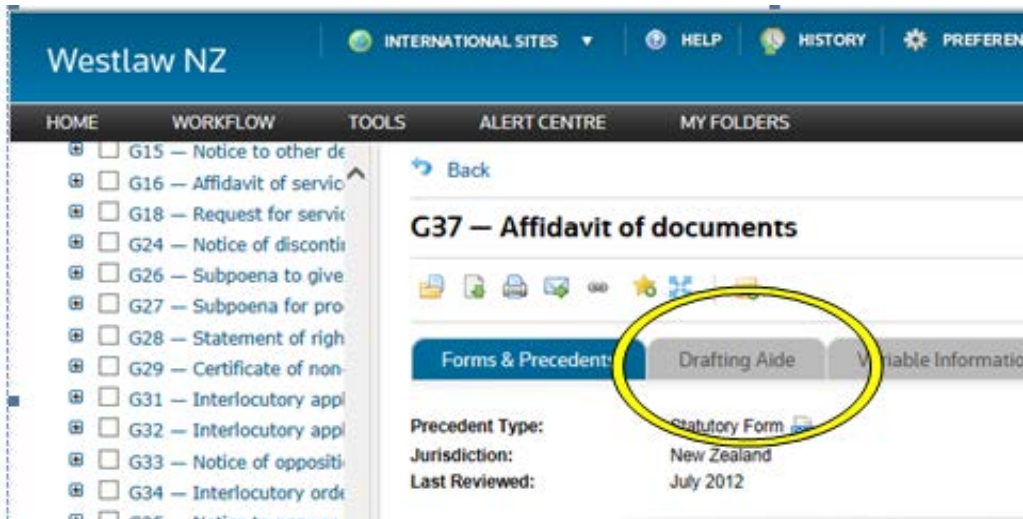 Westlaw NZ
INTERNATIONAL SITES
HELP
HISTORY
PREFEREN
HOME
WORKFLOW
TOOLS
ALERT CENTRE
MY FOLDERS
G15 — Notice to other de
G16 — Affidavit of servic
G18 — Request for servic
G24 — Notice of discontin
G26 — Subpoena to give
G27 — Subpoena for pro
G28 — Statement of righ
G29 — Certificate of non-
G31 — Interlocutory appl
G32 — Interlocutory appl
G33 — Notice of oppositi
G34 — Interlocutory orde
Back
G37 — Affidavit of documents
Forms & Precedents
Drafting Aide
Variable Informatio
Precedent Type: Statutory Form
Jurisdiction: New Zealand
Last Reviewed: July 2012